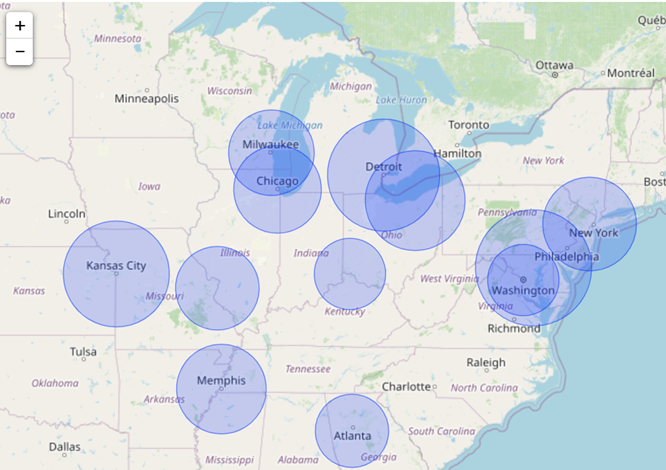 +
−
Minnesota
Québ
Ottawa
Montréal
Minneapolis
Wisconsin
Michigan
Lake Huron
Lake Michigan
Toronto
Milwaukee
Hamilton
New York
Detroit
Chicago
Iowa
Bost
Lincoln
Pennsylvania
New York
Ohio
Illinois
Indiana
Philadelphia
Kansas City
West Virginia
Kansas
Missouri
Washington
Virginia
Kentucky
Richmond
Tulsa
Raleigh
Tennessee
Oklahoma
Memphis
Charlotte
North Carolina
Arkansas
Atlanta
South Carolina
Dallas
Mississippi
Alabama
Georgia